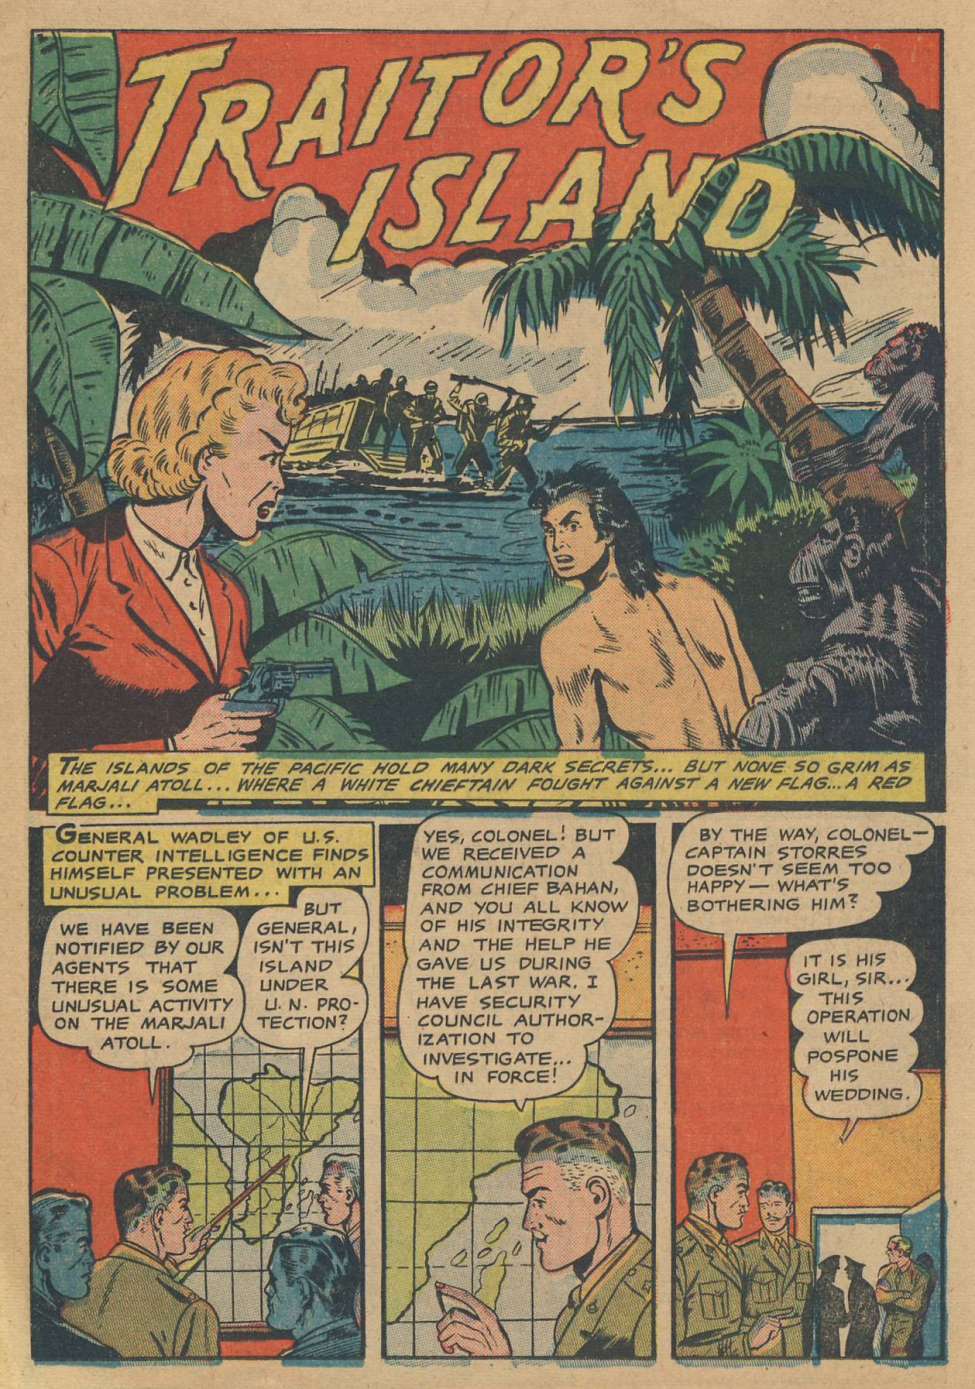 TRAITOR'S
ISLAND
THE ISLANDS OF THE PACIFIC HOLD MANY DARK SECRETS... BUT NONE SO GRIM AS
MARJALI ATOLL... WHERE A WHITE CHIEFTAIN FOUGHT AGAINST A NEW FLAG... A RED
FLAG...
GENERAL WADLEY OF U.S.
COUNTER INTELLIGENCE FINDS
HIMSELF PRESENTED WITH AN
UNUSUAL PROBLEM...
WE HAVE BEEN
NOTIFIED BY OUR
AGENTS THAT
THERE IS SOME
UNUSUAL ACTIVITY
ON THE MARJALI
ATOLL.
BUT
GENERAL,
ISN'T THIS
ISLAND
UNDER
U.N. PRO-
TECTION?
YES, COLONEL! BUT
WE RECEIVED A
COMMUNICATION
FROM CHIEF BAHAN,
AND YOU ALL KNOW
OF HIS INTEGRITY
AND THE HELP HE
GAVE US DURING
THE LAST WAR. I
HAVE SECURITY
COUNCIL AUTHOR-
IZATION TO
INVESTIGATE...
IN FORCE!
BY THE WAY, COLONEL—
CAPTAIN STORRES
DOESN'T SEEM TOO
HAPPY— WHAT'S
BOTHERING HIM?
IT IS HIS
GIRL, SIR...
THIS
OPERATION
WILL
POSPONE
HIS
WEDDING.